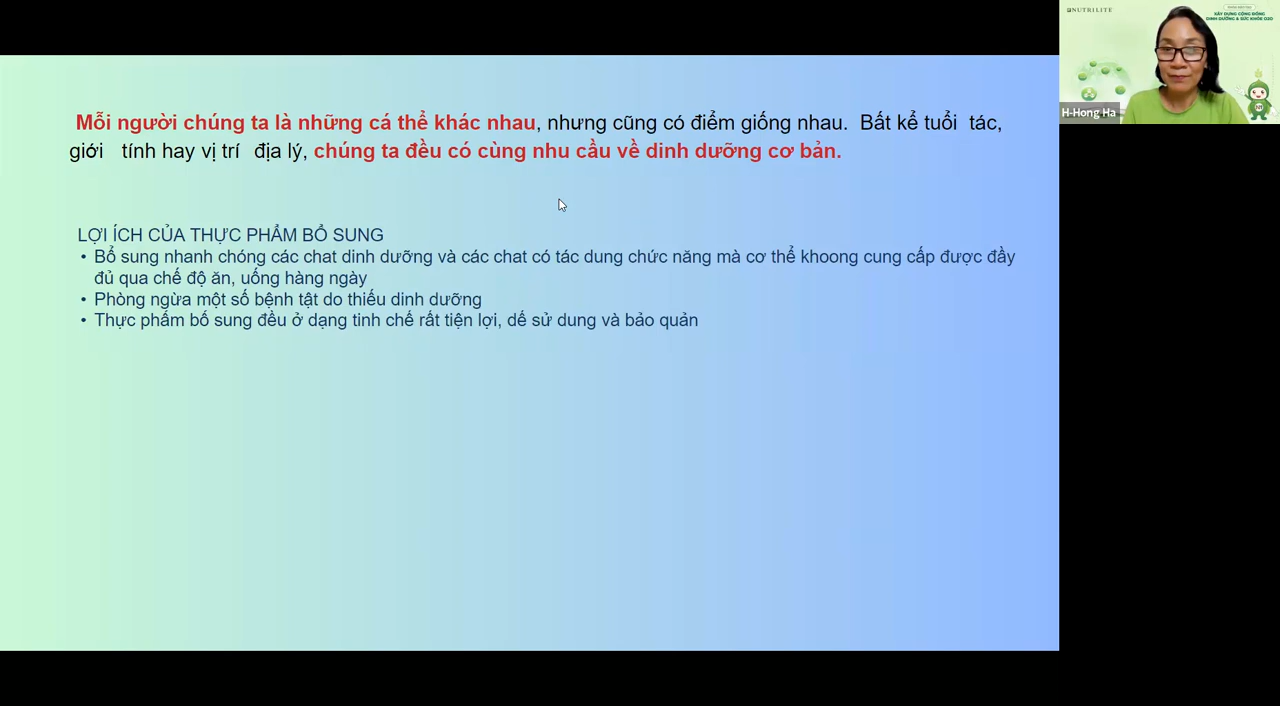 Mỗi người chúng ta là những cá thể khác nhau, nhưng cũng có điểm giống nhau. Bất kể tuổi tác,
giới tính hay vị trí địa lý, chúng ta đều có cùng nhu cầu về dinh dưỡng cơ bản.
LỢI ÍCH CỦA THỰC PHẨM BỔ SUNG
• Bổ sung nhanh chóng các chat dinh dưỡng và các chat có tác dung chức năng mà cơ thể khoong cung cấp được đầy
đủ qua chế độ ăn, uống hàng ngày
• Phòng ngừa một số bệnh tật do thiếu dinh dưỡng
• Thực phẩm bố sung đều ở dạng tinh chế rất tiện lợi, dế sử dung và bảo quản
NUTRILITE
XÂY DỰNG CỘNG ĐỒNG
DINH DƯỠNG & SỨC KHỎE
H-Hong Ha